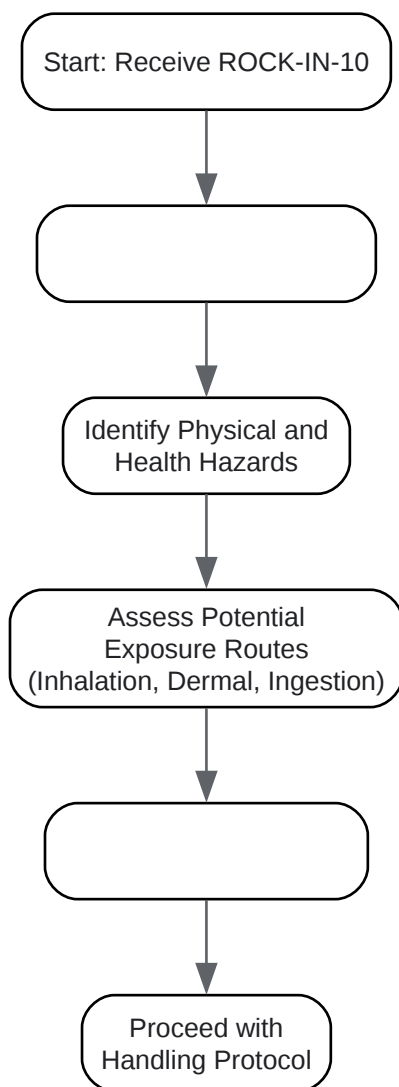 Start: Receive ROCK-IN-10
Identify Physical and
Health Hazards
Assess Potential
Exposure Routes
(Inhalation, Dermal, Ingestion)
Proceed with
Handling Protocol